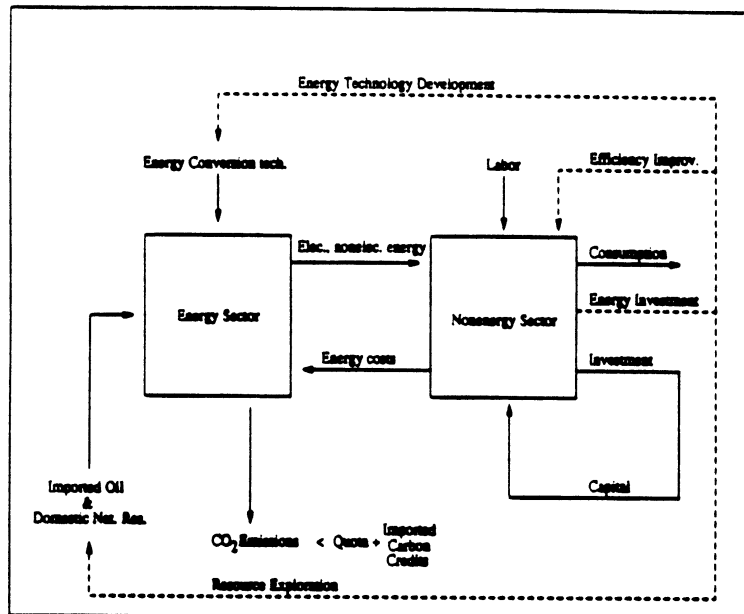 Energy Technology Development
Energy Conversion tech.
Labor
Efficiency Improv.
Elec., nonelec. energy
Consumption
Energy Sector
Nonenergy Sector
Energy Investment
Energy costs
Investment
Imported Oil
&
Domestic Nat. Res.
Capital
CO2 Emissions < Quota + Imported
Carbon
Credits
Resource Exploration